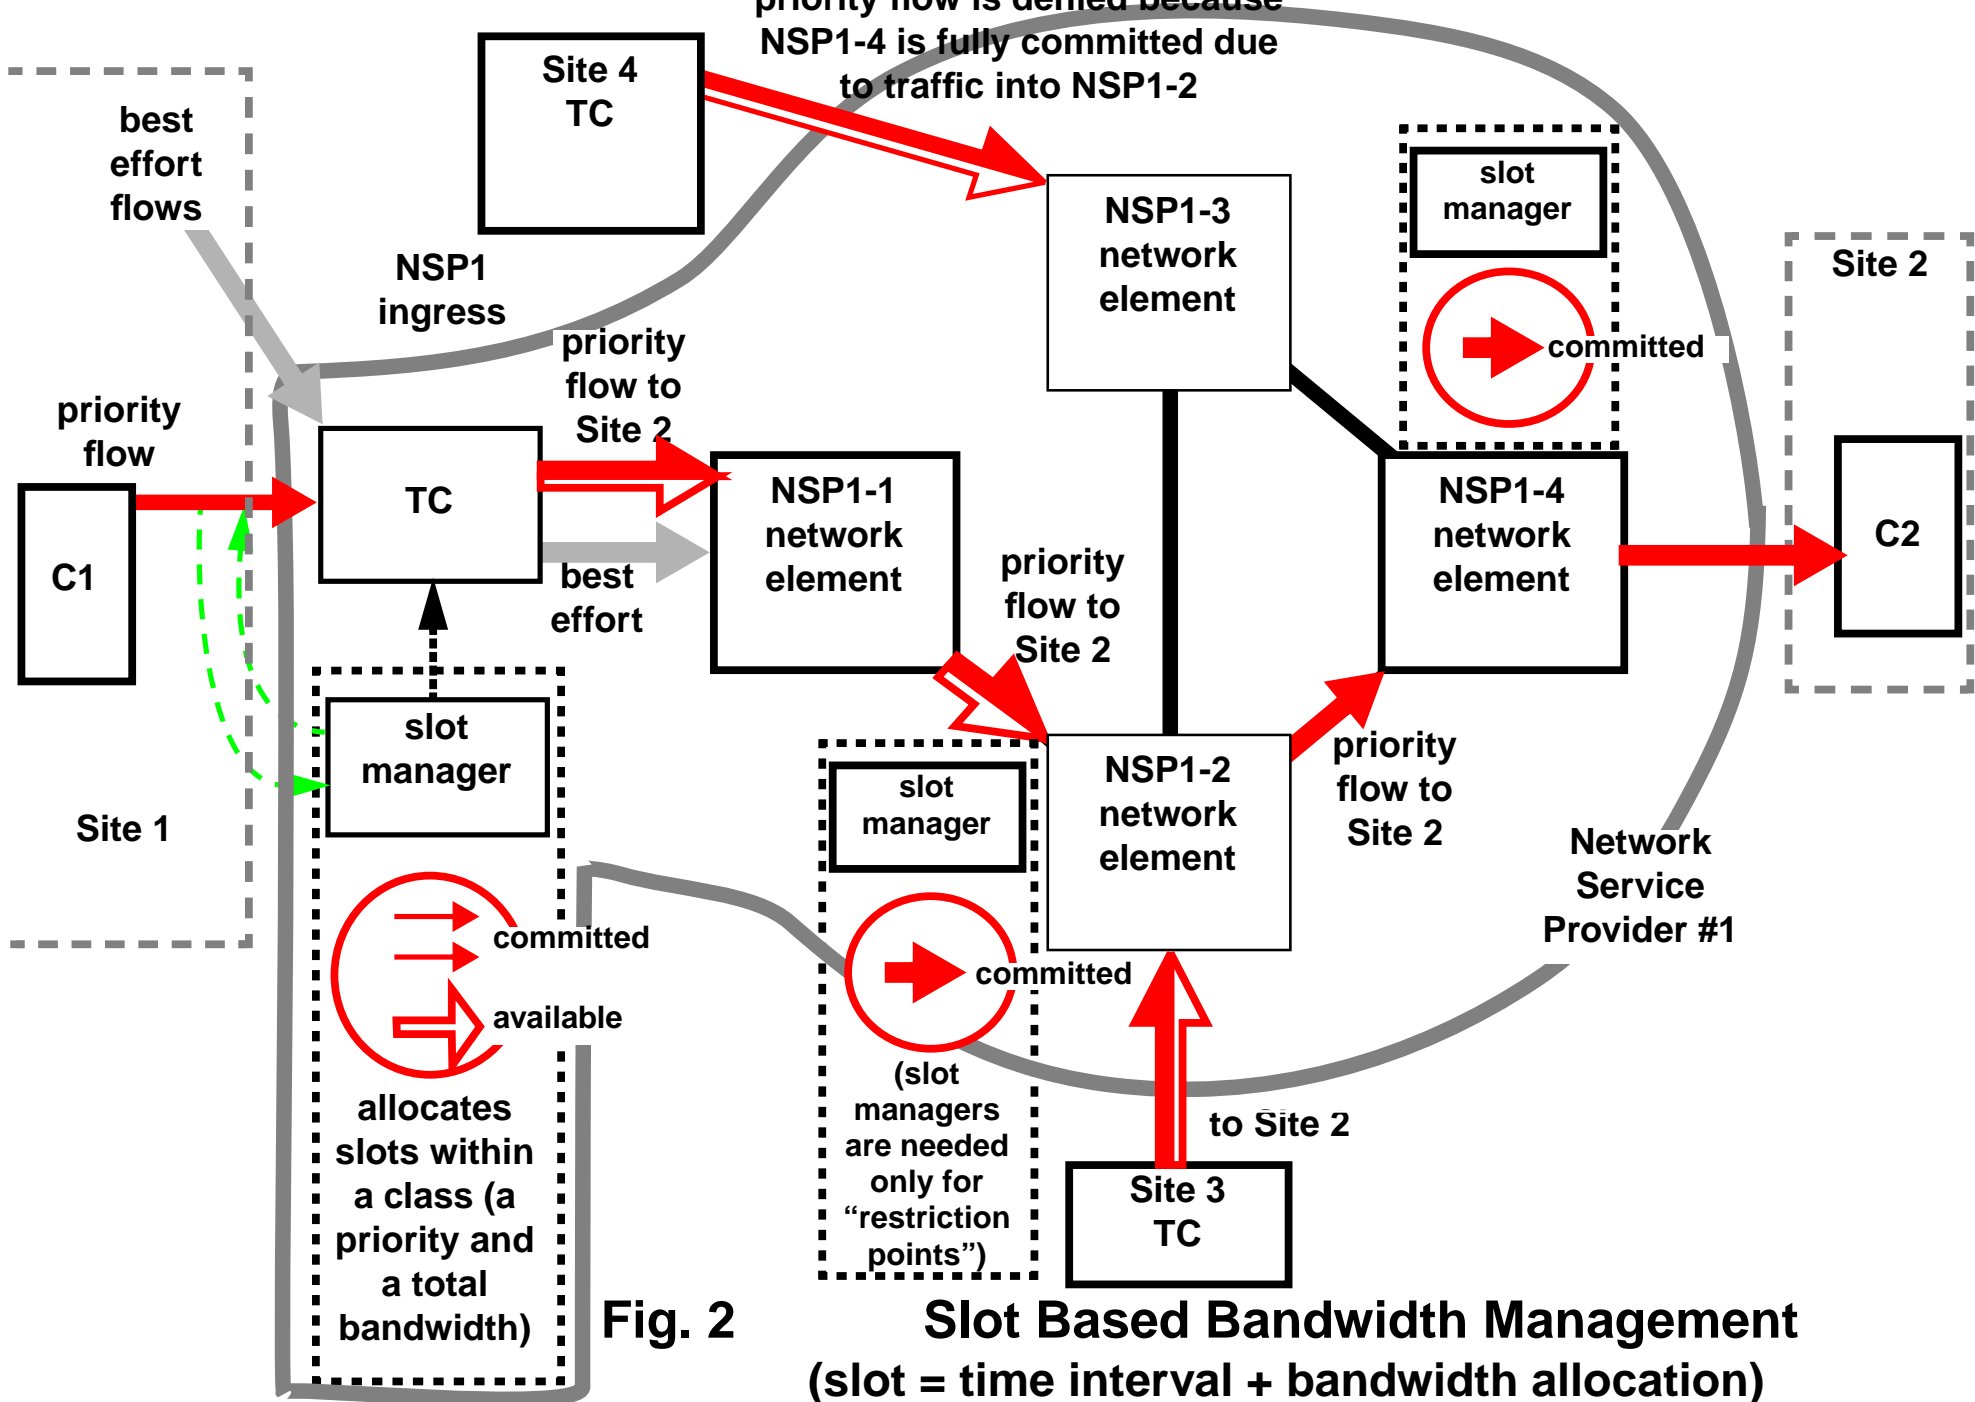 priority flow is denied because
NSP1-4 is fully committed due
to traffic into NSP1-2
Site 4
TC
best
effort
flows
slot
manager
NSP1-3
network
element
Site 2
NSP1
ingress
committed
priority
flow to
Site 2
priority
flow
TC
NSP1-1
network
element
NSP1-4
network
element
C2
C1
best
effort
priority
flow to
Site 2
slot
manager
priority
flow to
Site 2
NSP1-2
network
element
slot
manager
Site 1
Network
Service
Provider #1
committed
available
committed
allocates
slots within
a class (a
priority and
a total
bandwidth)
(slot
managers
are needed
only for
“restriction
points”)
to Site 2
Site 3
TC
Fig. 2
Slot Based Bandwidth Management
(slot = time interval + bandwidth allocation)